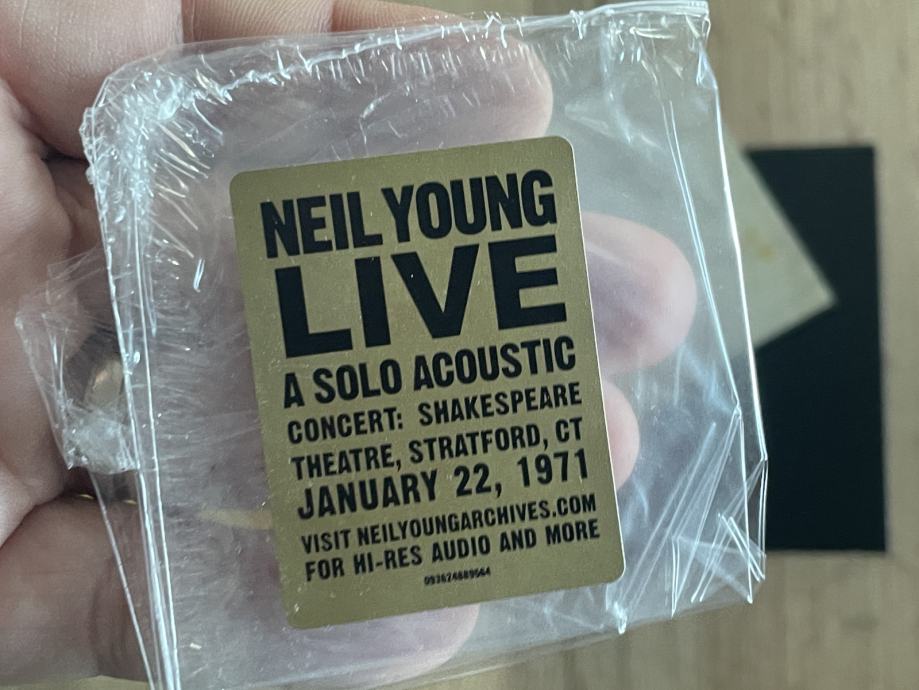 NEIL YOUNG
LIVE
A SOLO ACOUSTIC
CONCERT: SHAKESPEARE
THEATRE, STRATFORD, CT
JANUARY 22, 1971
VISIT NEILYOUNGARCHIVES.COM
FOR HI-RES AUDIO AND MORE
093624889564